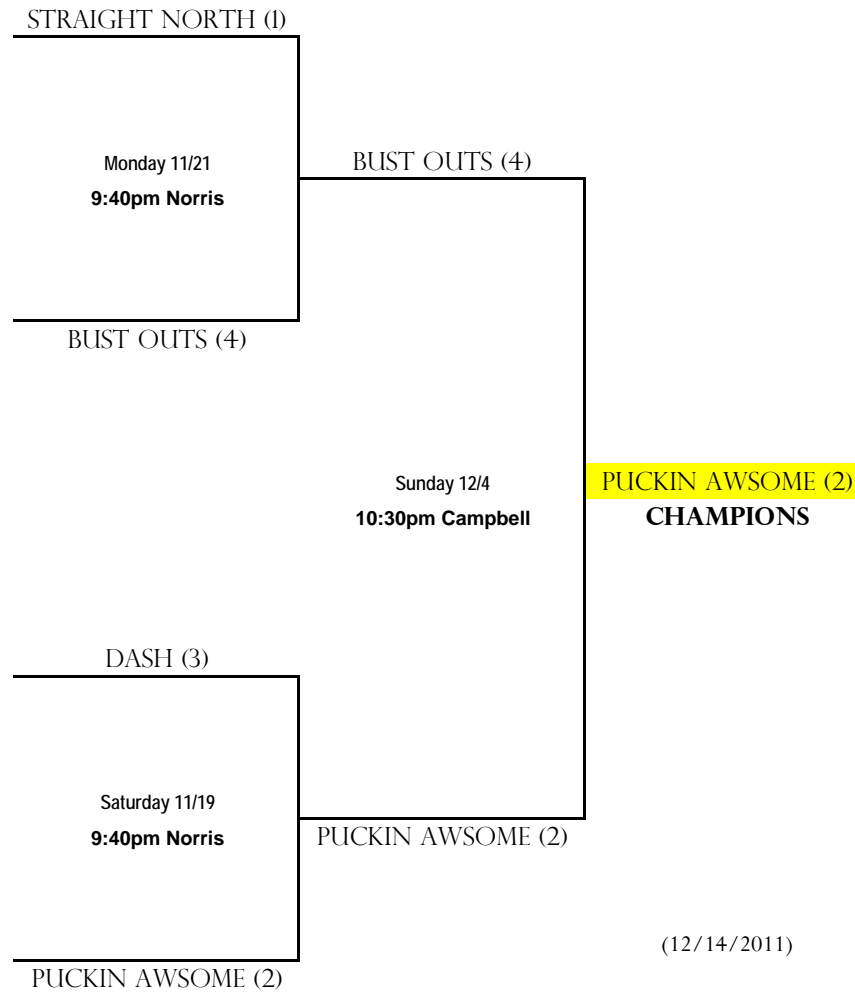 STRAIGHT NORTH (1)
Monday 11/21
9:40pm Norris
BUST OUTS (4)
BUST OUTS (4)
Sunday 12/4
10:30pm Campbell
PUCKIN AWSOME (2)
CHAMPIONS
DASH (3)
Saturday 11/19
9:40pm Norris
PUCKIN AWSOME (2)
(12/14/2011)
PUCKIN AWSOME (2)